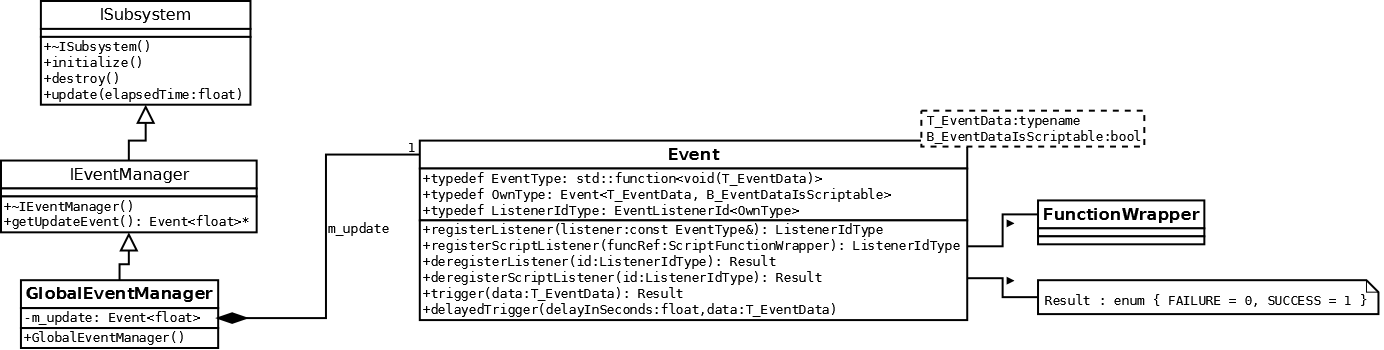 ISubsystem
+~ISubsystem()
+initialize()
+destroy()
+update(elapsedTime:float)
IEventManager
+~IEventManager()
+getUpdateEvent(): Event<float>*
GlobalEventManager
-m_update: Event<float>
+GlobalEventManager()
1
m_update
T_EventData:typename
B_EventDataIsScriptable:bool
Event
+typedef EventType: std::function<void(T_EventData)>
+typedef OwnType: Event<T_EventData, B_EventDataIsScriptable>
+typedef ListenerIdType: EventListenerId<OwnType>
+registerListener(listener:const EventType&): ListenerIdType
+registerScriptListener(funcRef:ScriptFunctionWrapper): ListenerIdType
+deregisterListener(id:ListenerIdType): Result
+deregisterScriptListener(id:ListenerIdType): Result
+trigger(data:T_EventData): Result
+delayedTrigger(delayInSeconds:float,data:T_EventData)
FunctionWrapper
Result : enum { FAILURE = 0, SUCCESS = 1 }